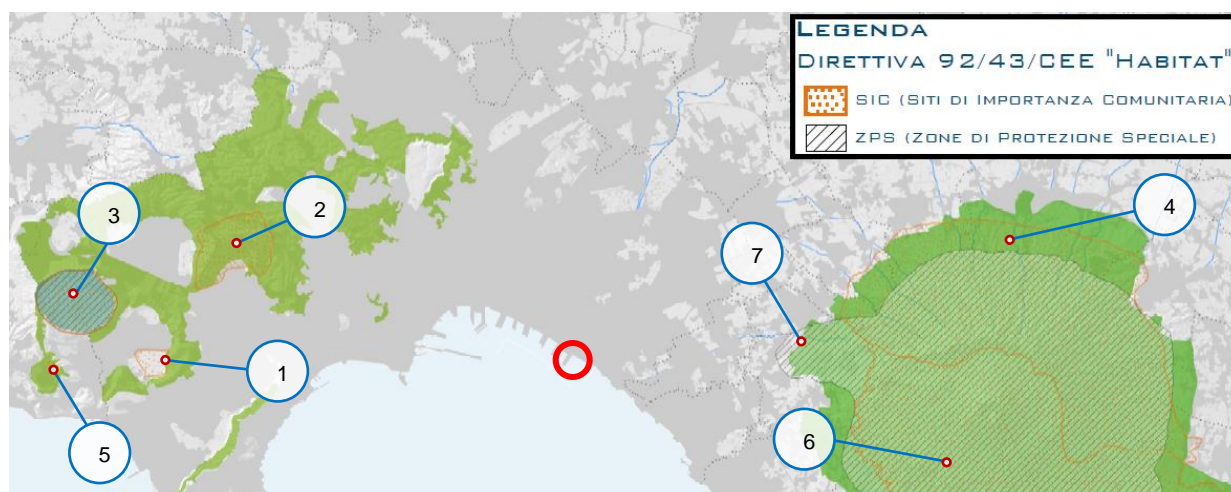 LEGENDA
DIRETTIVA 92/43/CEE "HABITAT"
SIC (SITI DI IMPORTANZA COMUNITARIA)
ZPS (ZONE DI PROTEZIONE SPECIALE)
3
2
4
7
1
5
6